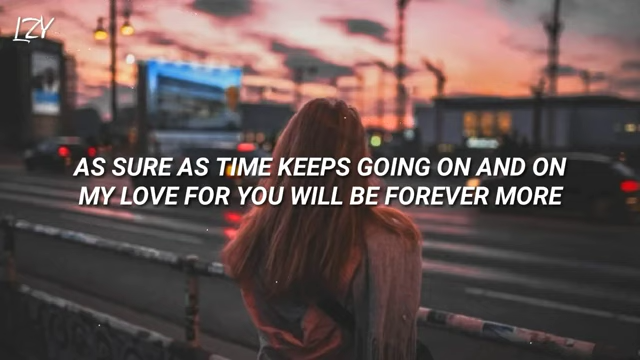 LZY
AS SURE AS TIME KEEPS GOING ON AND ON
MY LOVE FOR YOU WILL BE FOREVER MORE